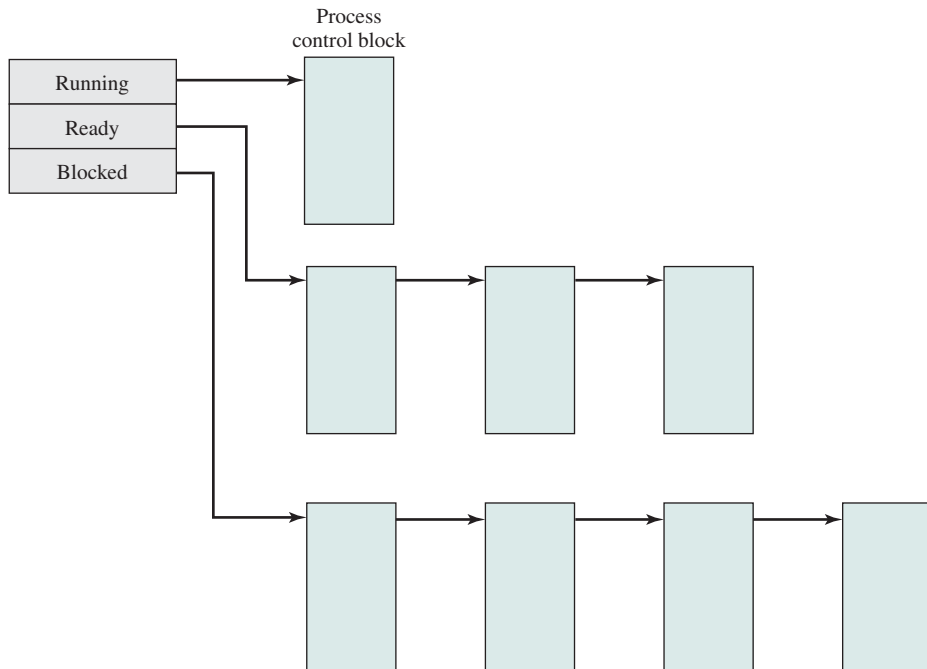 Process
control block
Running
Ready
Blocked